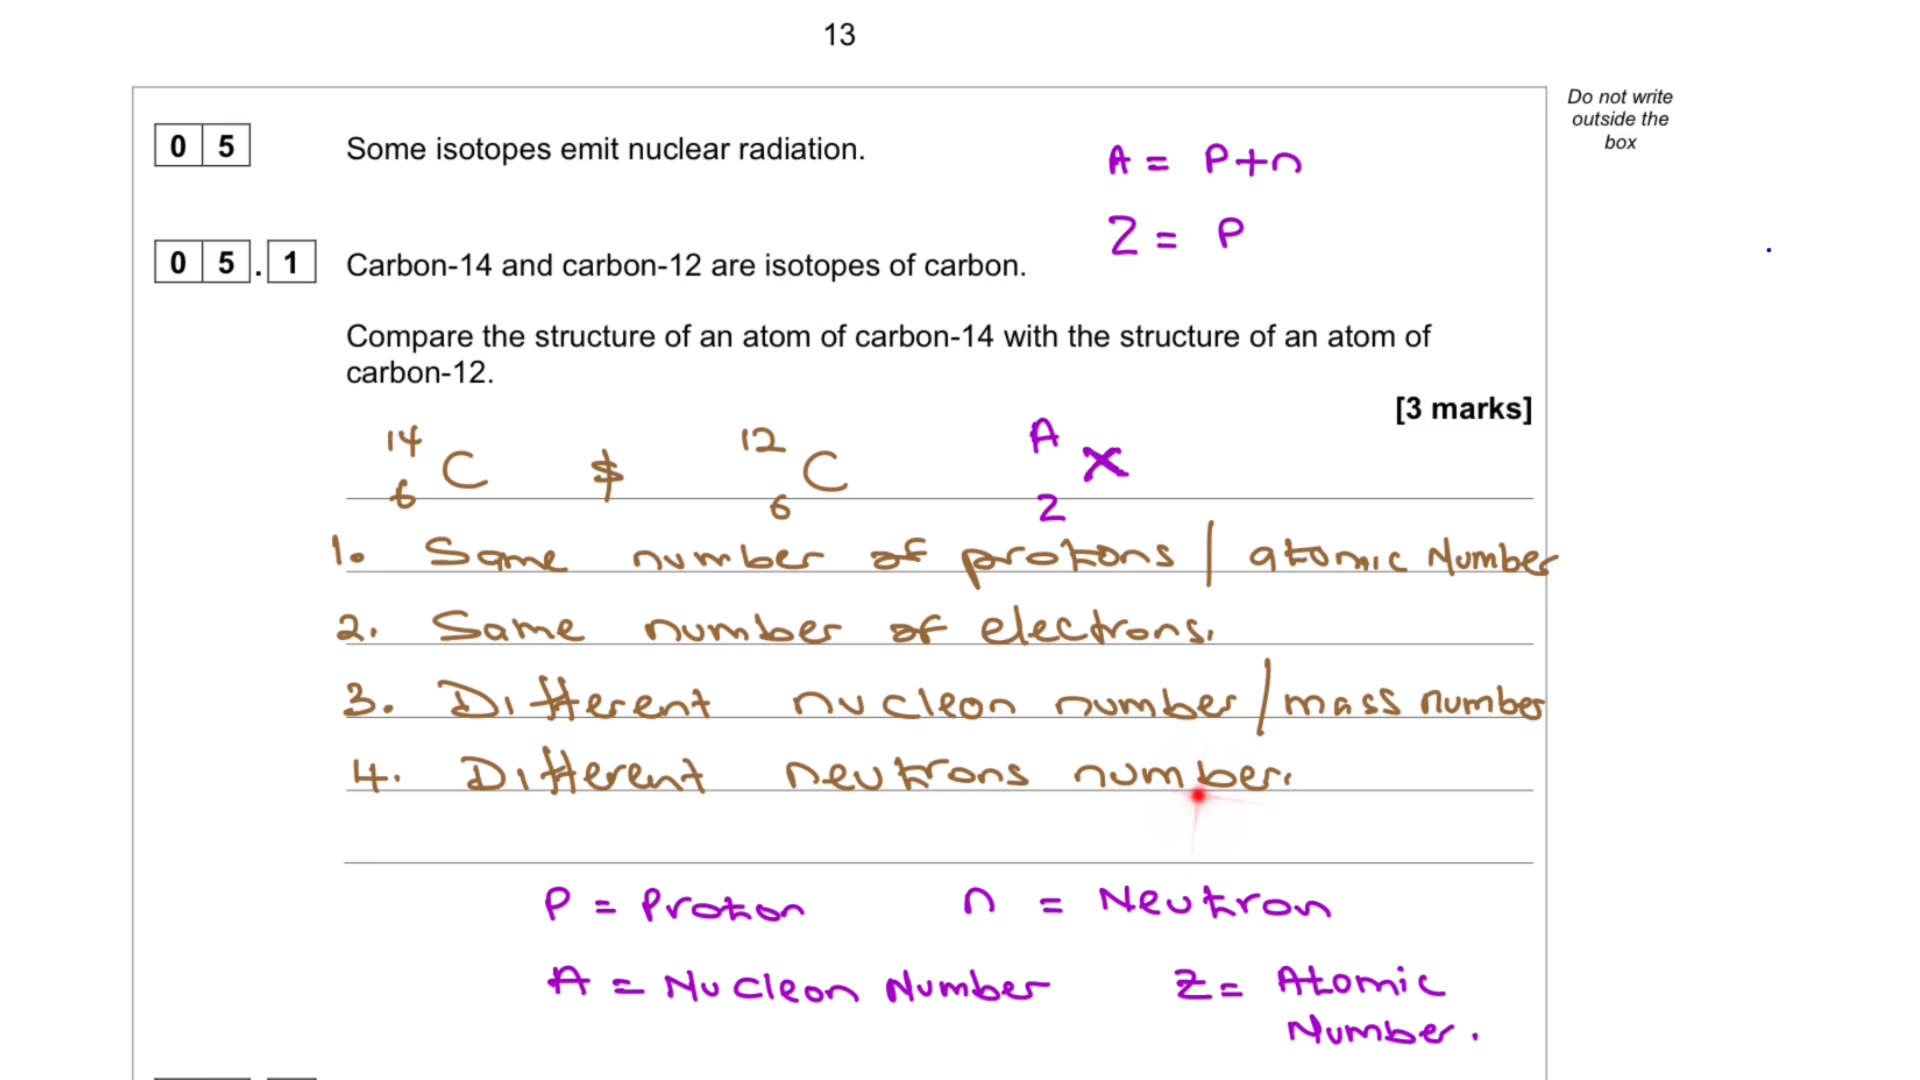 13
Do not write
outside the
box
0 5 Some isotopes emit nuclear radiation.
A = P+n
Z = P
0 5 . 1 Carbon-14 and carbon-12 are isotopes of carbon.
Compare the structure of an atom of carbon-14 with the structure of an atom of
carbon-12.
[3 marks]
14 6 C $ 12 6 C A Z X
1. Same number of protons | atomic Number
2. Same number of electrons.
3. Different nucleon number / mass number
4. Different neutrons number.
P = Proton n = Neutron
A = Nucleon Number Z = Atomic
Number.